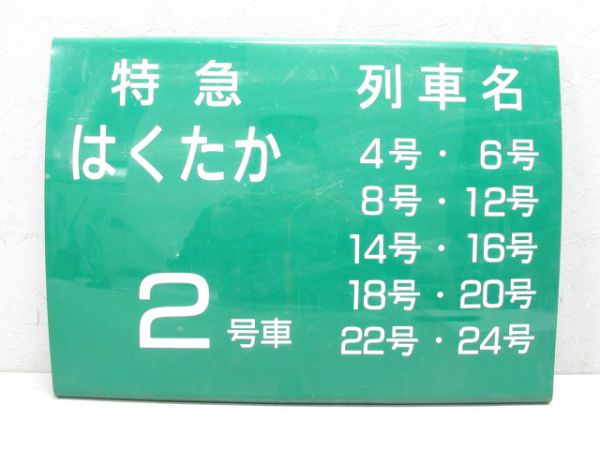 特急
はくたか
2号車
列車名
4号・6号
8号・12号
14号・16号
18号・20号
22号・24号